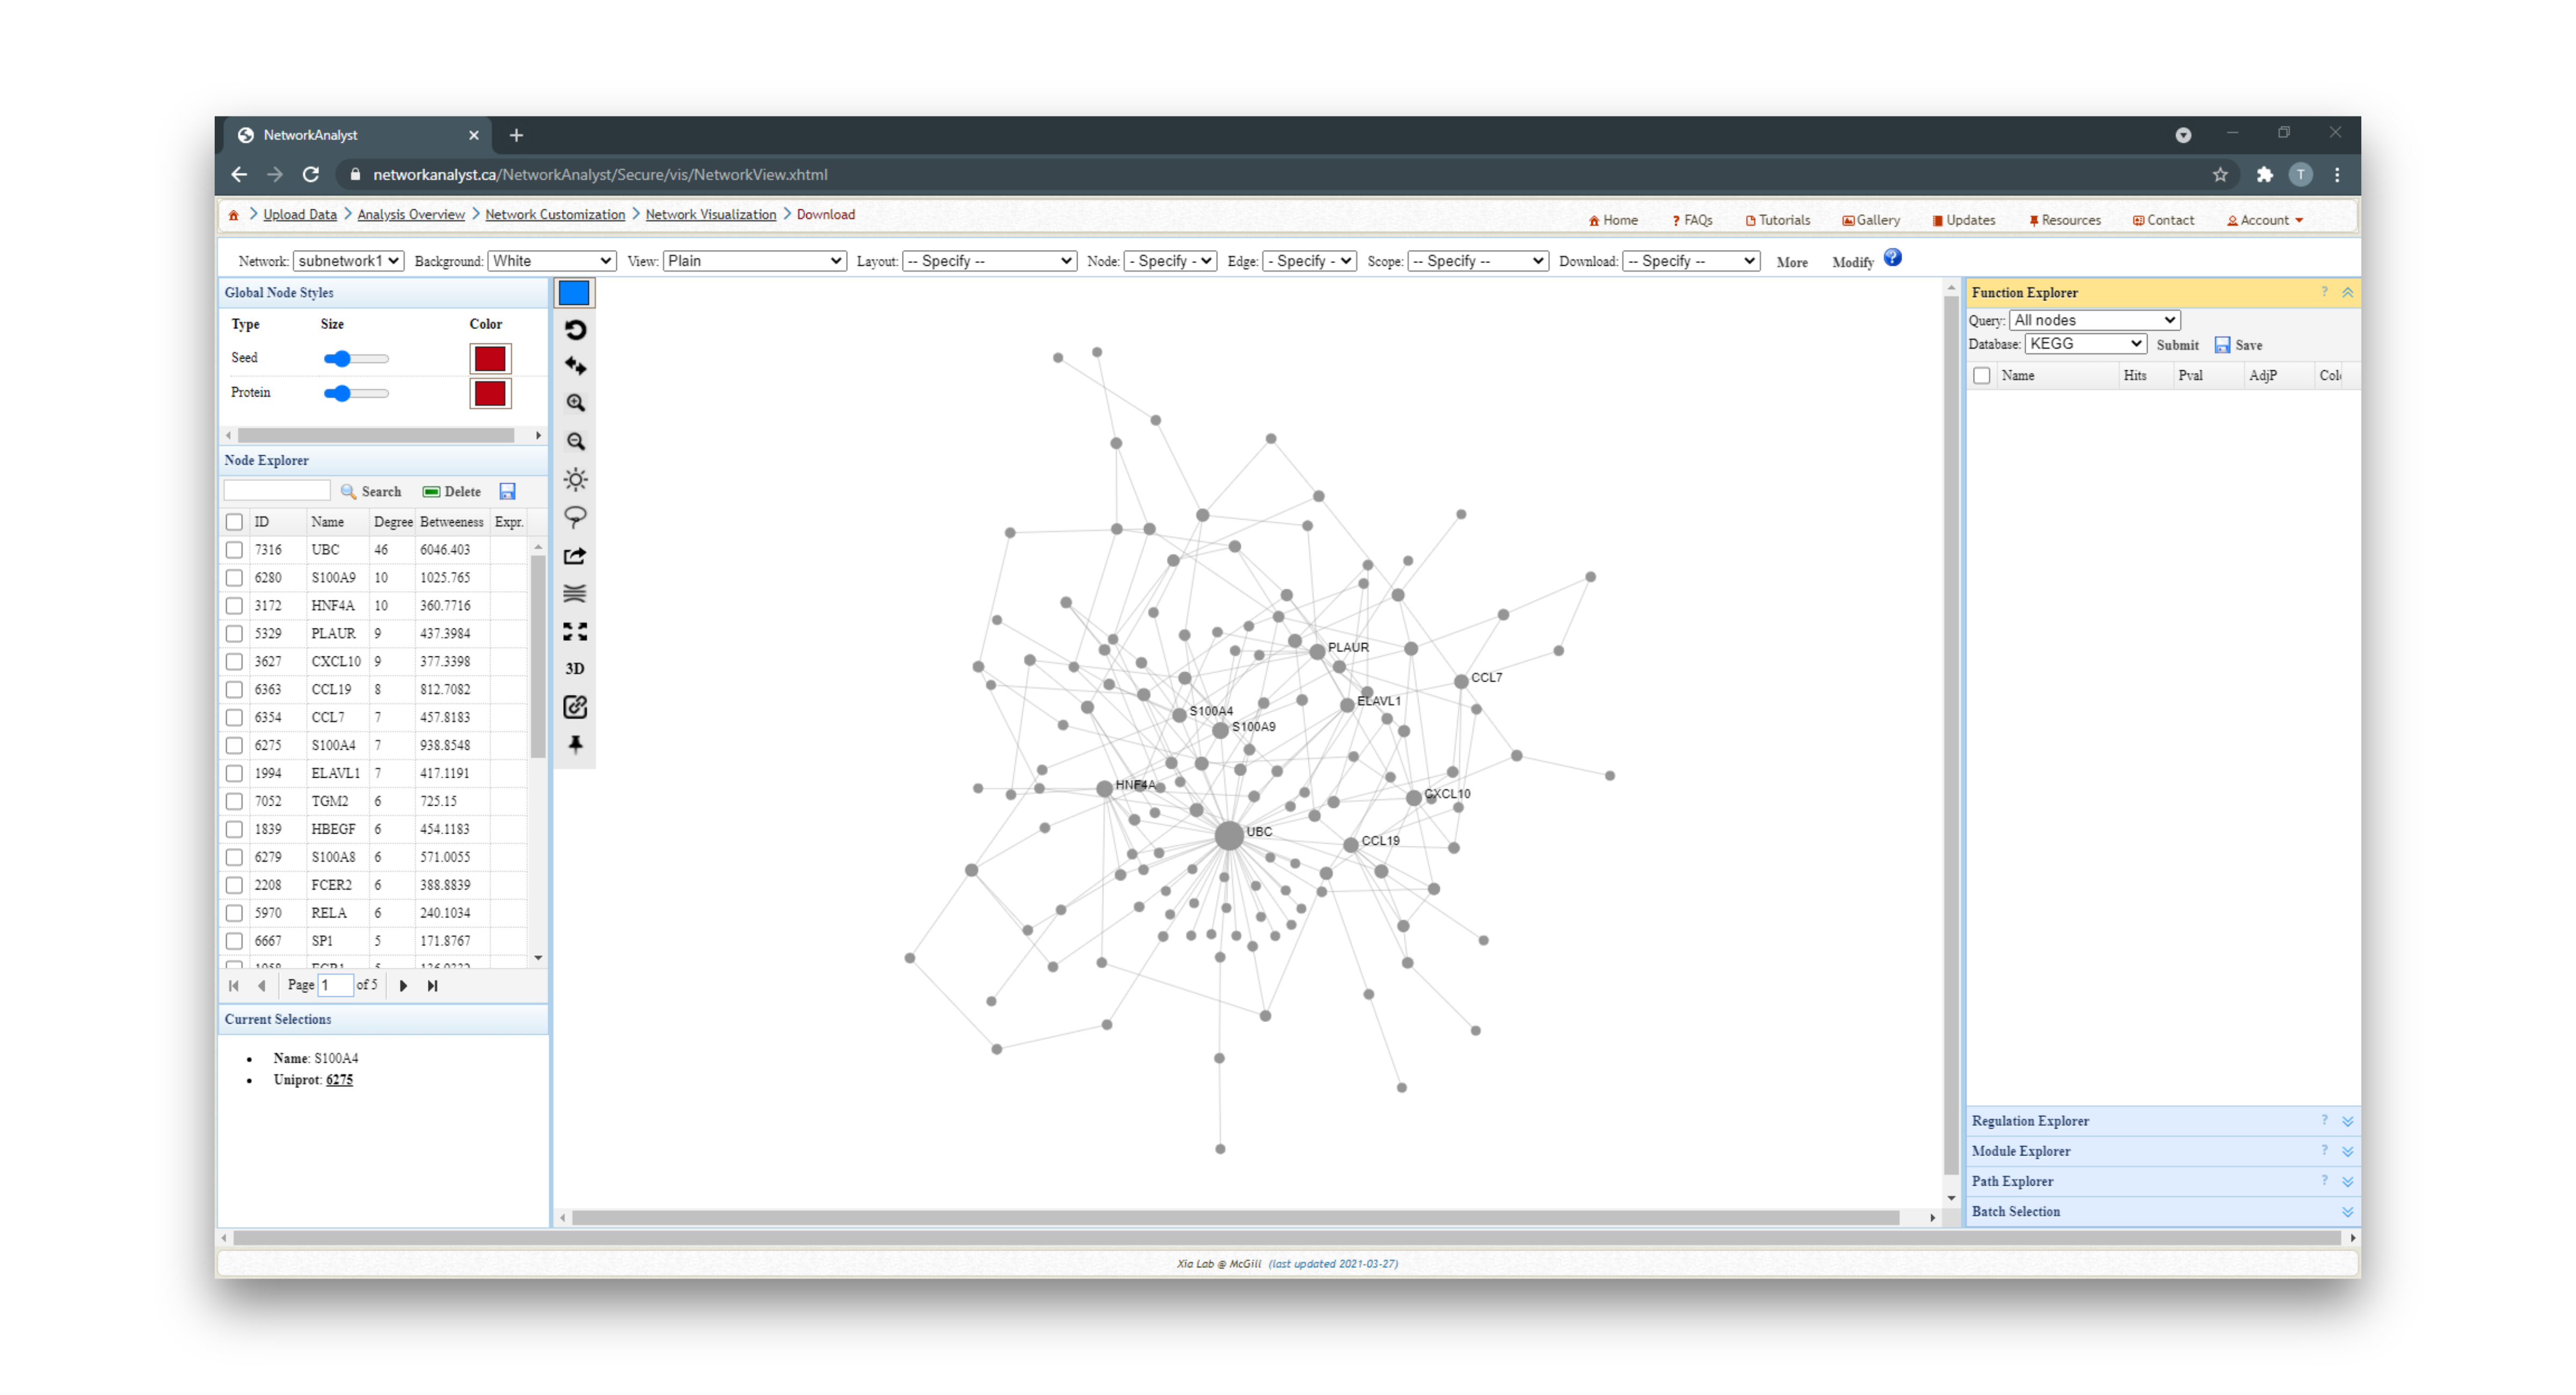 NetworkAnalyst
networkanalyst.ca/NetworkAnalyst/Secure/vis/NetworkView.xhtml
T
Upload Data > Analysis Overview > Network Customization > Network Visualization > Download
Home ? FAQs Tutorials Gallery Updates Resources Contact Account
Network: subnetwork1 Background: White View: Plain Layout: -- Specify -- Node: - Specify - Edge: - Specify - Scope: -- Specify -- Download: -- Specify -- More Modify ?
Global Node Styles
Type Size Color
Seed
Protein
Node Explorer
Search Delete
ID Name Degree Betweeness Expr.
7316 UBC 46 6046.403
6280 S100A9 10 1025.765
3172 HNF4A 10 360.7716
5329 PLAUR 9 437.3984
3627 CXCL10 9 377.3398
6363 CCL19 8 812.7082
6354 CCL7 7 457.8183
6275 S100A4 7 938.8548
1994 ELAVL1 7 417.1191
7052 TGM2 6 725.15
1839 HBEGF 6 454.1183
6279 S100A8 6 571.0055
2208 FCER2 6 388.8839
5970 RELA 6 240.1034
6667 SP1 5 171.8767
Page 1 of 5
Current Selections
• Name: S100A4
• Uniprot: 6275
3D
PLAUR
CCL7
ELAVL1
S100A4
S100A9
HNF4A
CXCL10
UBC
CCL19
Function Explorer ?
Query: All nodes
Database: KEGG Submit Save
Name Hits Pval AdjP
Regulation Explorer ?
Module Explorer ?
Path Explorer ?
Batch Selection
Xia Lab @ McGill (last updated 2021-03-27)